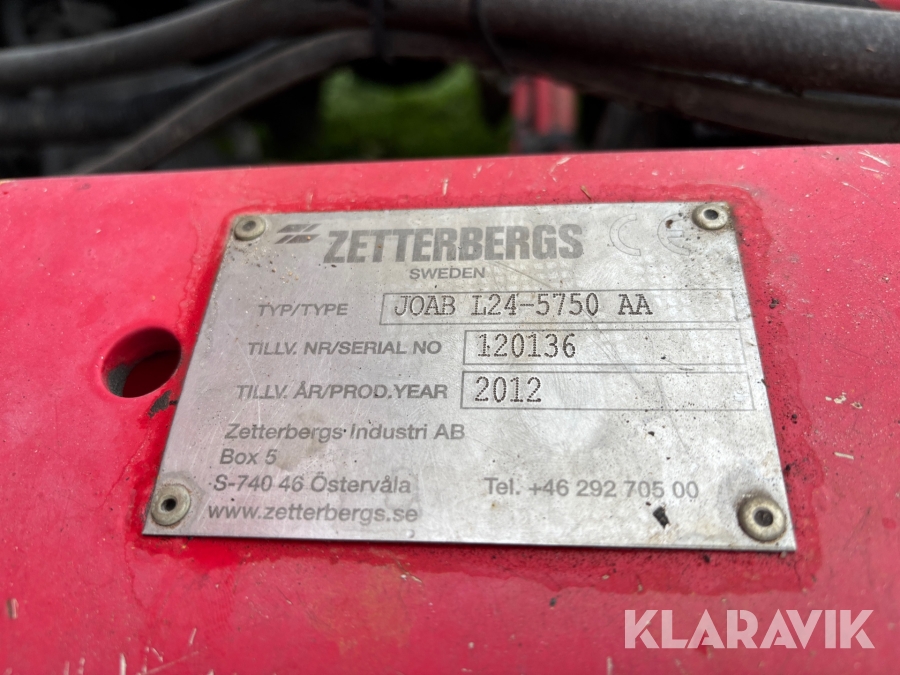 ZETTERBERGS
SWEDEN
CE
TYP/TYPE JOAB L24-5750 AA
TILLV. NR/SERIAL NO 120136
TILLV. ÅR/PROD.YEAR 2012
Zetterbergs Industri AB
Box 5
S-740 46 Östervåla Tel. +46 292 705 00
www.zetterbergs.se
KLARAVIK